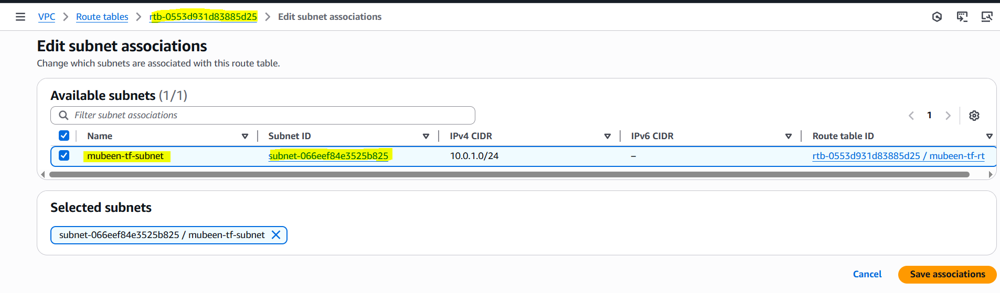 VPC > Route tables > rtb-0553d931d83885d25 > Edit subnet associations
Edit subnet associations
Change which subnets are associated with this route table.
Available subnets (1/1)
Filter subnet associations
1
Name Subnet ID IPv4 CIDR IPv6 CIDR Route table ID
mubeen-tf-subnet subnet-066eef84e3525b825 10.0.1.0/24 – rtb-0553d931d83885d25 / mubeen-tf-rt
Selected subnets
subnet-066eef84e3525b825 / mubeen-tf-subnet
Cancel Save associations